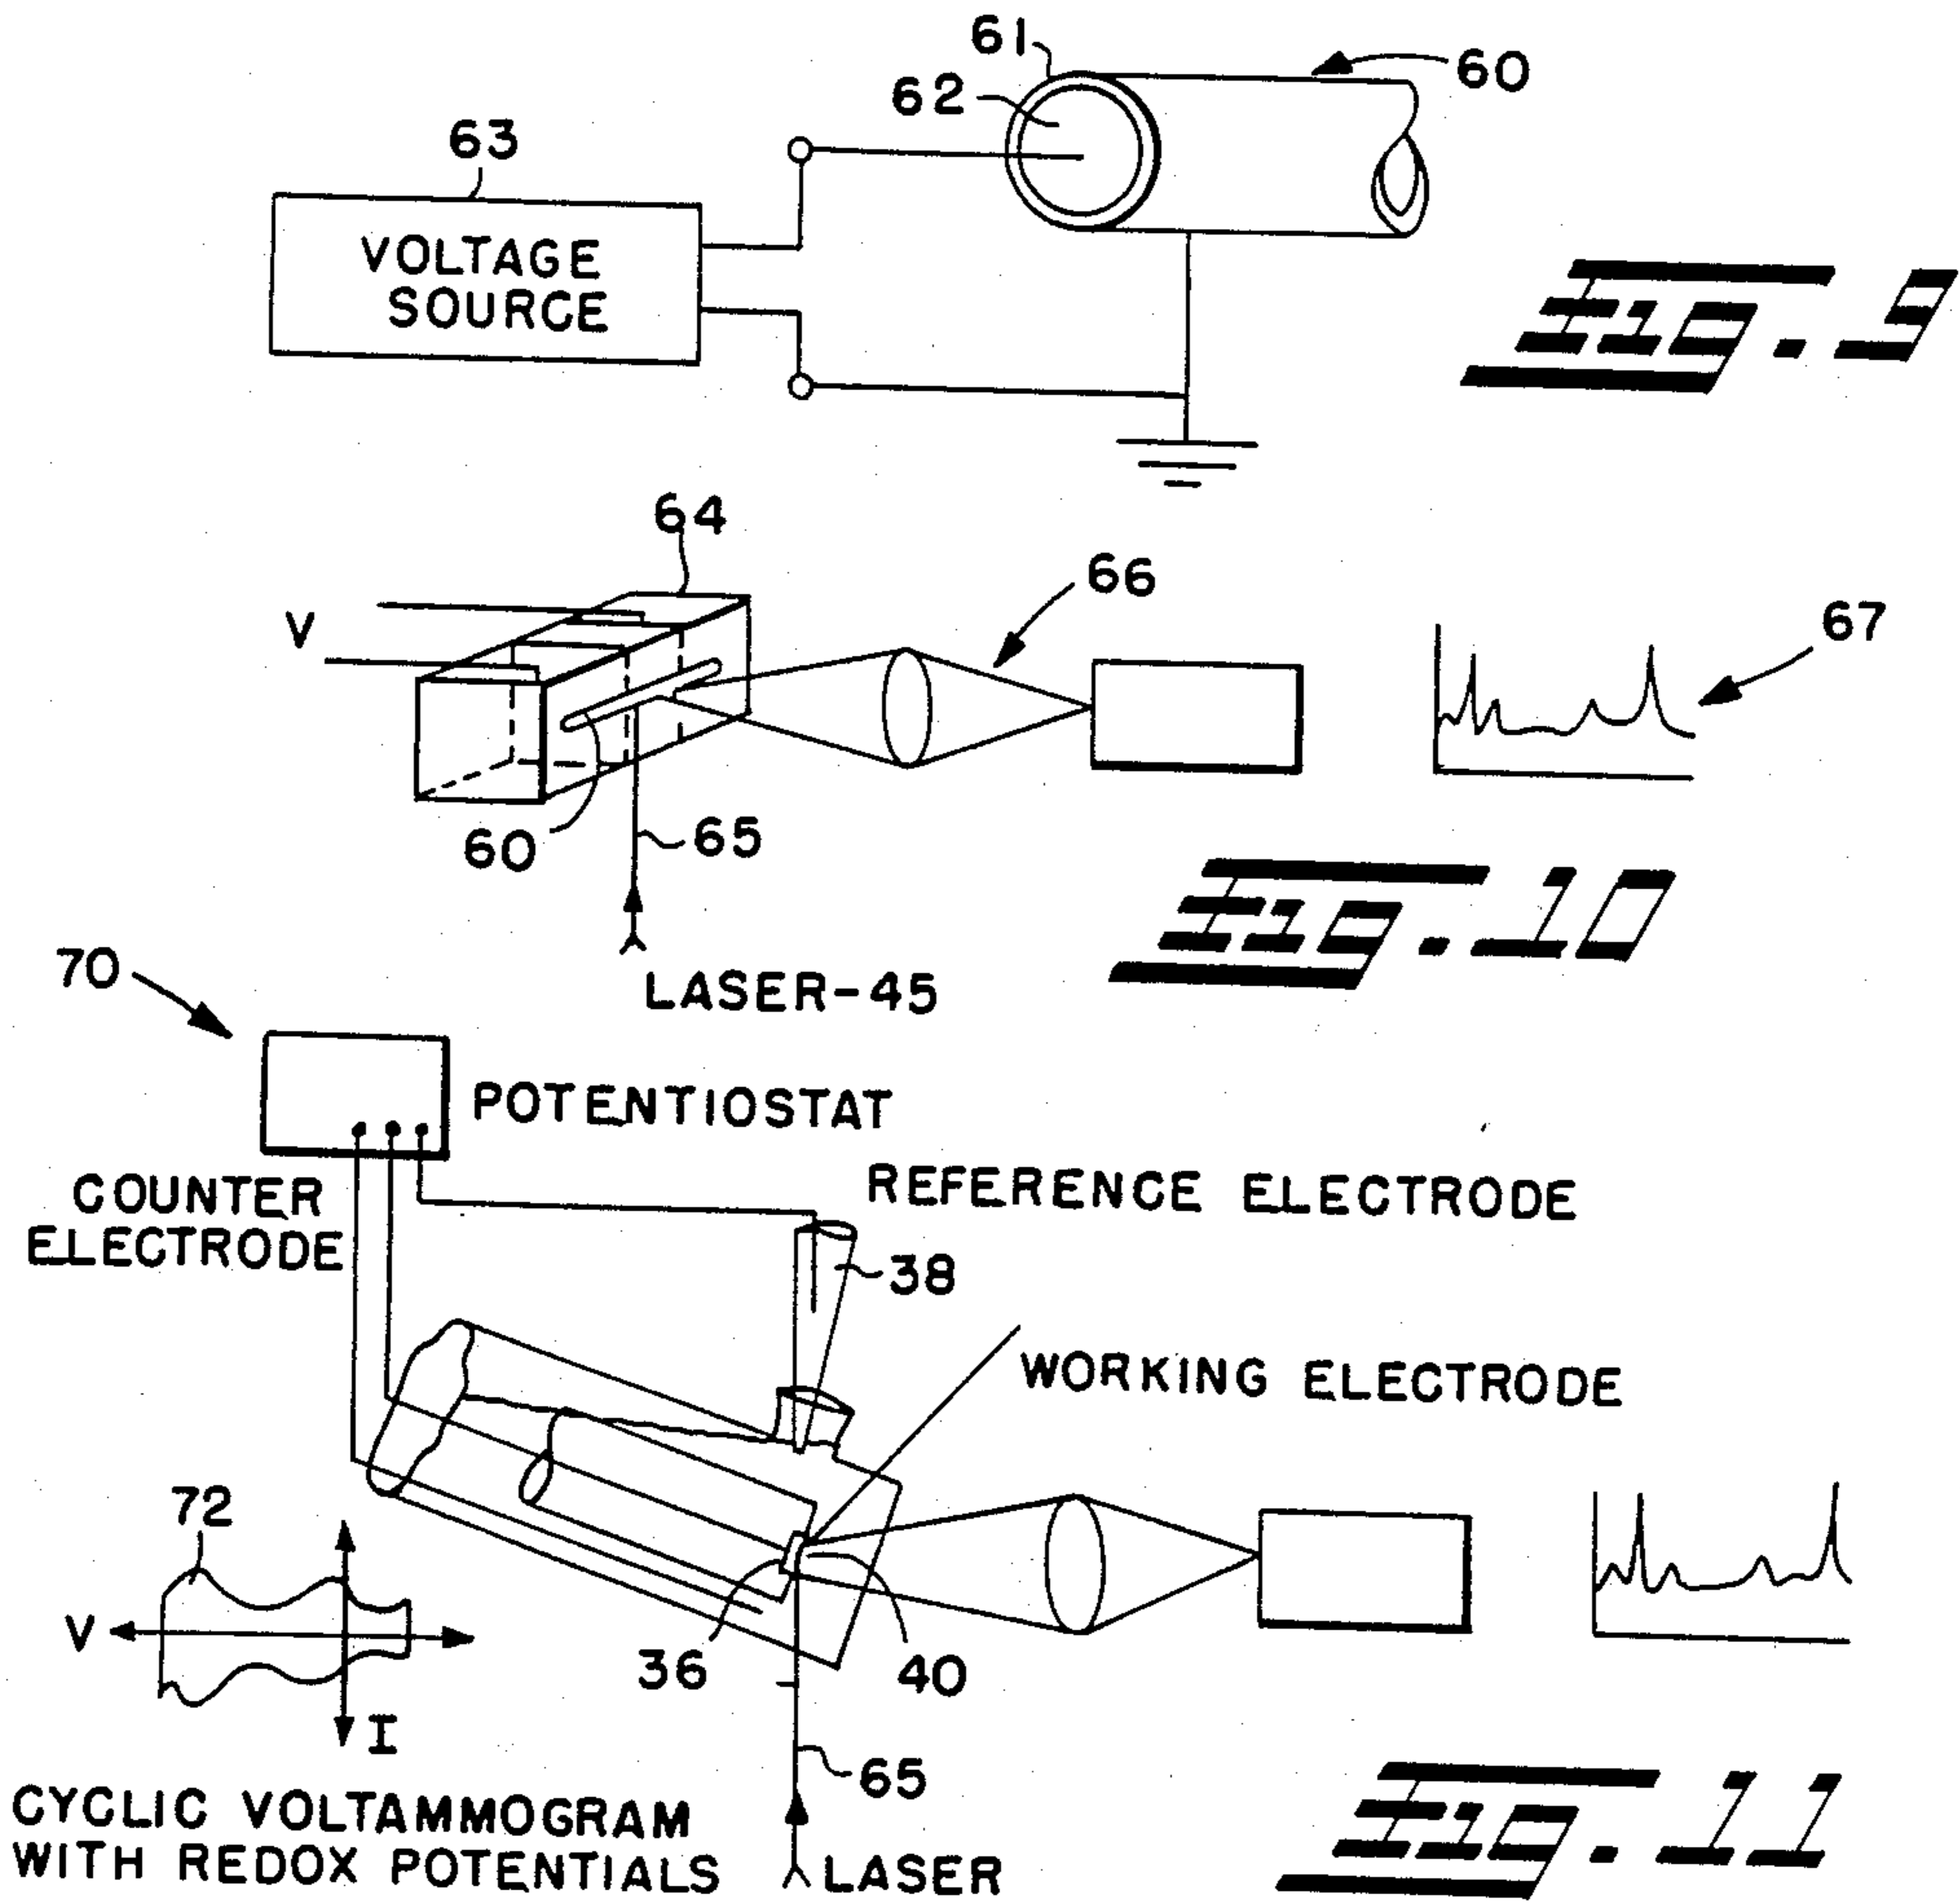 61
60
62
63
VOLTAGE
SOURCE
Fig. 9
64
66
V
67
60
65
LASER-45
Fig. 10
70
POTENTIOSTAT
COUNTER
ELECTRODE
REFERENCE ELECTRODE
38
WORKING ELECTRODE
72
V
I
36
40
65
CYCLIC VOLTAMMOGRAM
WITH REDOX POTENTIALS
LASER
Fig. 11